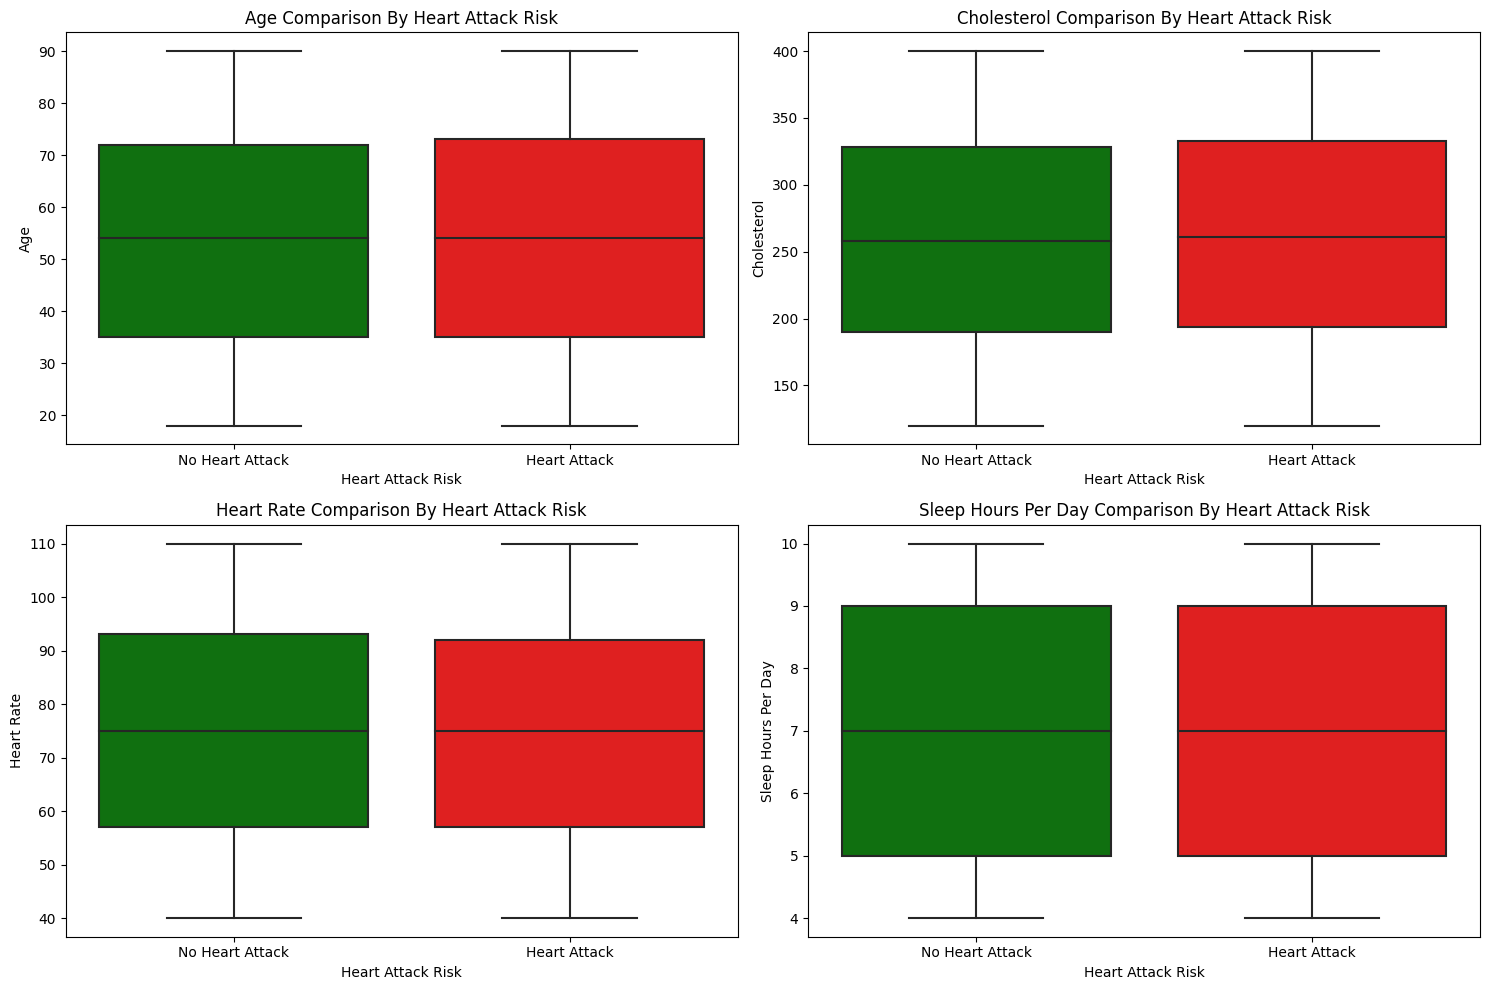 Age Comparison By Heart Attack Risk
90
80
70
60
50
40
30
20
Age
No Heart Attack
Heart Attack
Heart Attack Risk
Cholesterol Comparison By Heart Attack Risk
400
350
300
250
200
150
Cholesterol
No Heart Attack
Heart Attack
Heart Attack Risk
Heart Rate Comparison By Heart Attack Risk
110
100
90
80
70
60
50
40
Heart Rate
No Heart Attack
Heart Attack
Heart Attack Risk
Sleep Hours Per Day Comparison By Heart Attack Risk
10
9
8
7
6
5
4
Sleep Hours Per Day
No Heart Attack
Heart Attack
Heart Attack Risk